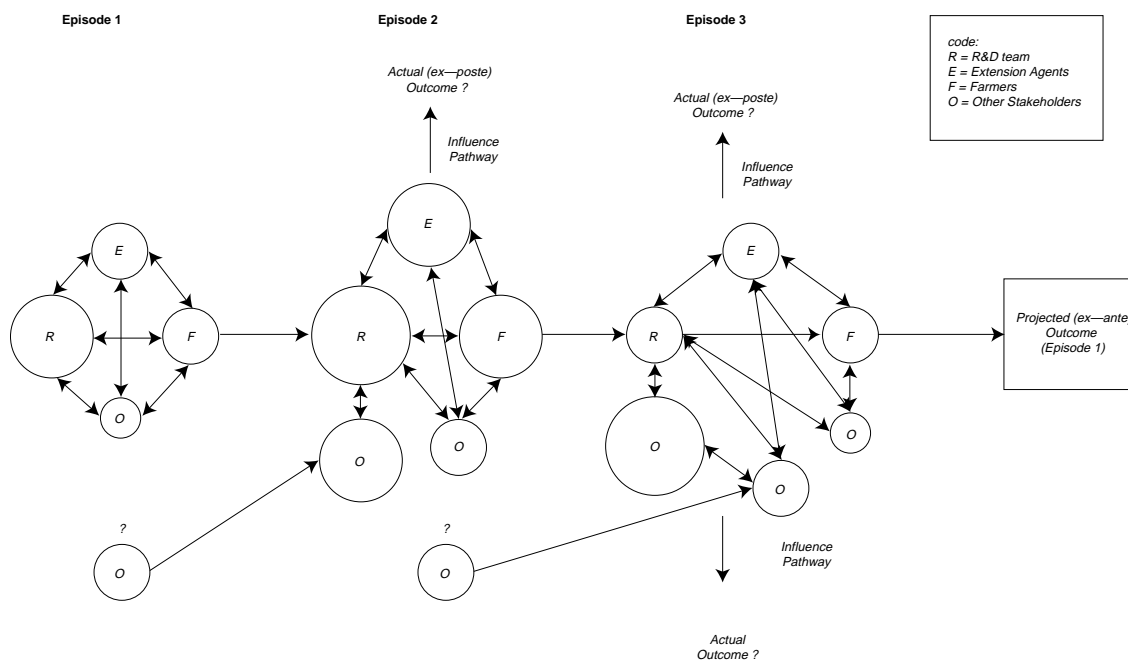 Episode 1
Episode 2
Episode 3
code:
R = R&D team
E = Extension Agents
F = Farmers
O = Other Stakeholders
Actual (ex—poste)
Outcome ?
Influence
Pathway
Actual (ex—poste)
Outcome ?
Influence
Pathway
E
R
F
O
E
R
F
O
O
E
R
F
O
O
O
Projected (ex—ante)
Outcome
(Episode 1)
?
O
?
O
Influence
Pathway
Actual
Outcome ?